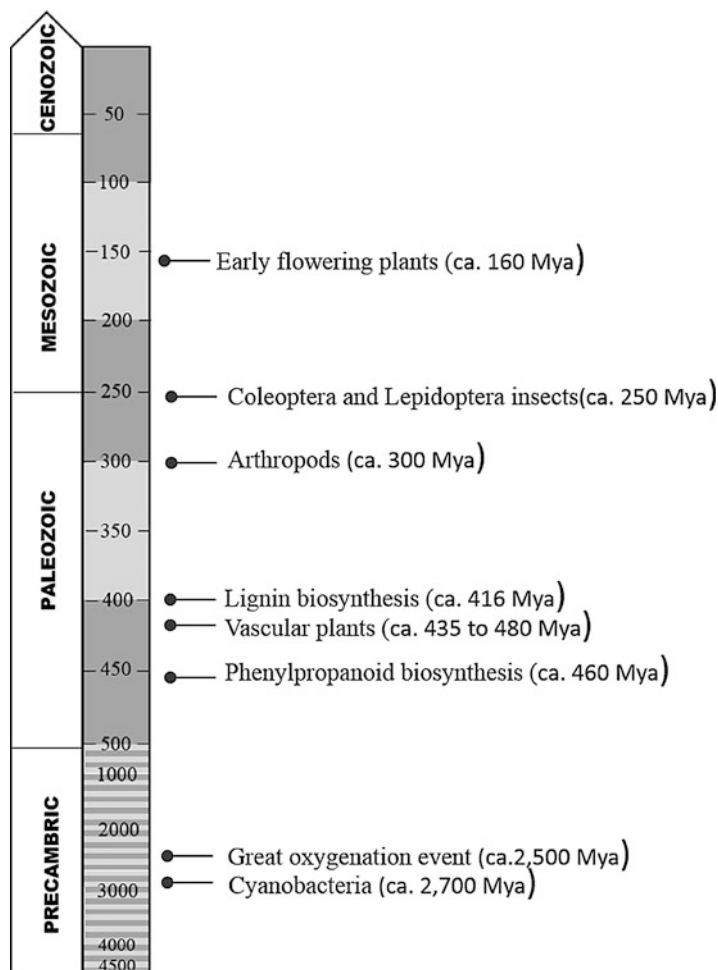 CENOZOIC
50
100
MESOZOIC
150
Early flowering plants (ca. 160 Mya)
200
250
Coleoptera and Lepidoptera insects(ca. 250 Mya)
PALEOZOIC
300
Arthropods (ca. 300 Mya)
350
400
Lignin biosynthesis (ca. 416 Mya)
Vascular plants (ca. 435 to 480 Mya)
450
Phenylpropanoid biosynthesis (ca. 460 Mya)
500
PRECAMBRIC
1000
2000
Great oxygenation event (ca.2,500 Mya)
3000
Cyanobacteria (ca. 2,700 Mya)
4000
4500